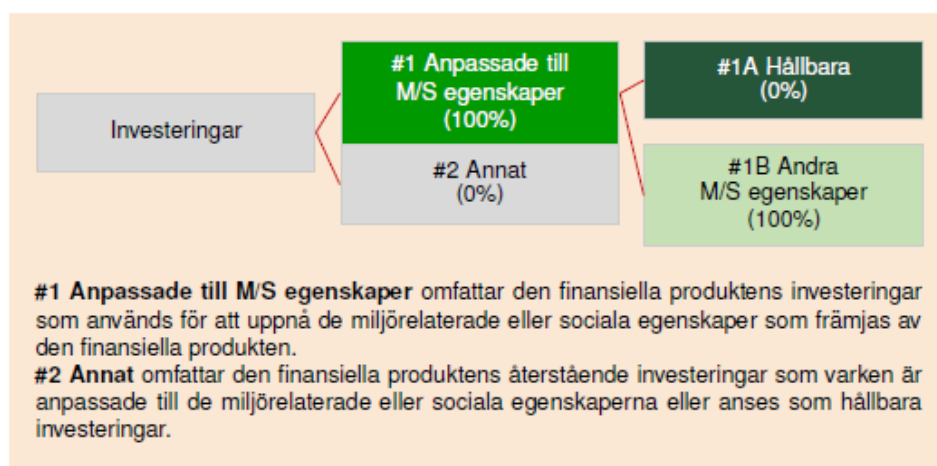 Investeringar
#1 Anpassade till
M/S egenskaper
(100%)
#2 Annat
(0%)
#1A Hållbara
(0%)
#1B Andra
M/S egenskaper
(100%)
#1 Anpassade till M/S egenskaper omfattar den finansiella produktens investeringar
som används för att uppnå de miljörelaterade eller sociala egenskaper som främjas av
den finansiella produkten.
#2 Annat omfattar den finansiella produktens återstående investeringar som varken är
anpassade till de miljörelaterade eller sociala egenskaperna eller anses som hållbara
investeringar.